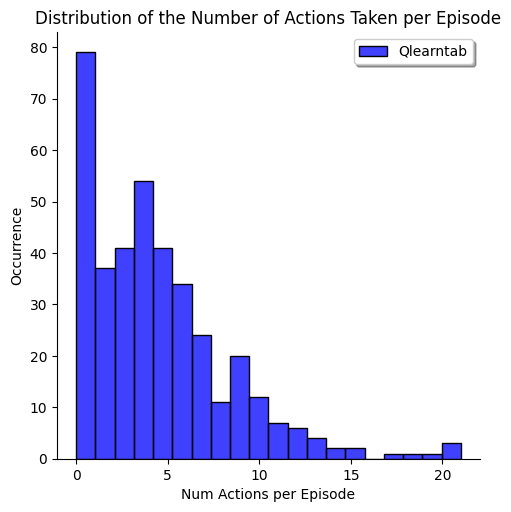 Distribution of the Number of Actions Taken per Episode
Qlearntab
80
70
60
50
40
30
20
10
0
Occurrence
0 5 10 15 20
Num Actions per Episode